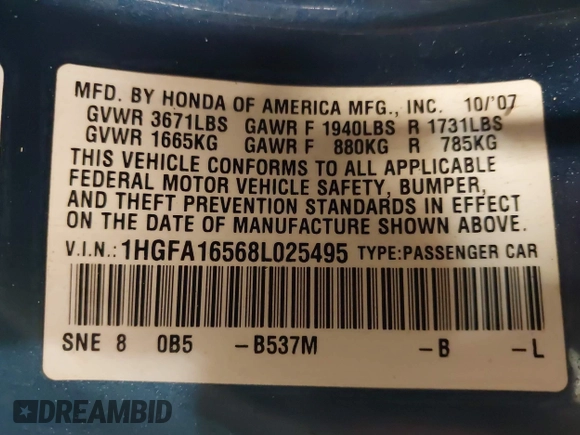 MFD. BY HONDA OF AMERICA MFG., INC. 10/'07
GVWR 3671LBS GAWR F 1940LBS R 1731LBS
GVWR 1665KG GAWR F 880KG R 785KG
THIS VEHICLE CONFORMS TO ALL APPLICABLE
FEDERAL MOTOR VEHICLE SAFETY, BUMPER,
AND THEFT PREVENTION STANDARDS IN EFFECT
ON THE DATE OF MANUFACTURE SHOWN ABOVE.
V.I.N.: 1HGFA16568L025495 TYPE: PASSENGER CAR
SNE 8 0B5 –B537M –B –L
DREAMBID